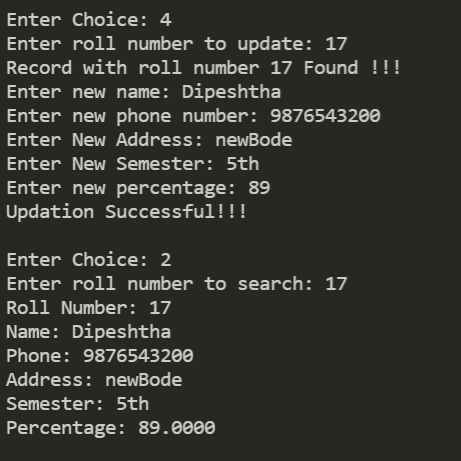 Enter Choice: 4
Enter roll number to update: 17
Record with roll number 17 Found !!!
Enter new name: Dipeshtha
Enter new phone number: 9876543200
Enter New Address: newBode
Enter New Semester: 5th
Enter new percentage: 89
Updation Successful!!!
Enter Choice: 2
Enter roll number to search: 17
Roll Number: 17
Name: Dipeshtha
Phone: 9876543200
Address: newBode
Semester: 5th
Percentage: 89.0000